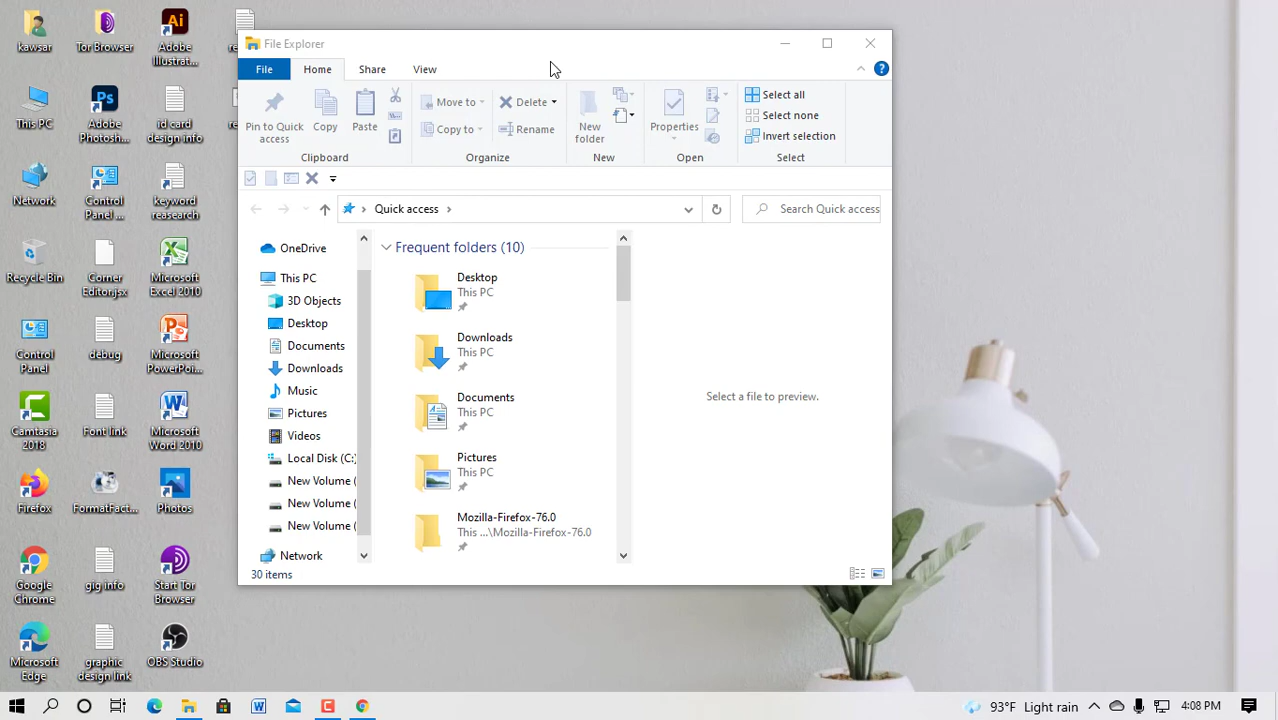 kawsar
Tor Browser
Adobe
Illustrat...
This PC
Adobe
Photosh...
id card
design info
Network
Control
Panel ...
keyword
reasearch
Recycle Bin
Corner
Editor.jsx
Microsoft
Excel 2010
Control
Panel
debug
Microsoft
PowerPoi...
Camtasia
2018
Font link
Microsoft
Word 2010
Firefox
FormatFact...
Photos
Google
Chrome
gig info
Start Tor
Browser
Microsoft
Edge
graphic
design link
OBS Studio
File Explorer
File
Home
Share
View
Pin to Quick
access
Copy
Paste
Clipboard
Move to
Copy to
Delete
Rename
Organize
New
folder
New
Properties
Open
Select all
Select none
Invert selection
Select
Quick access
Search Quick access
OneDrive
This PC
3D Objects
Desktop
Documents
Downloads
Music
Pictures
Videos
Local Disk (C:)
New Volume (
New Volume (
New Volume (
Network
Frequent folders (10)
Desktop
This PC
Downloads
This PC
Documents
This PC
Pictures
This PC
Mozilla-Firefox-76.0
This ...\Mozilla-Firefox-76.0
Select a file to preview.
30 items
93°F Light rain
4:08 PM